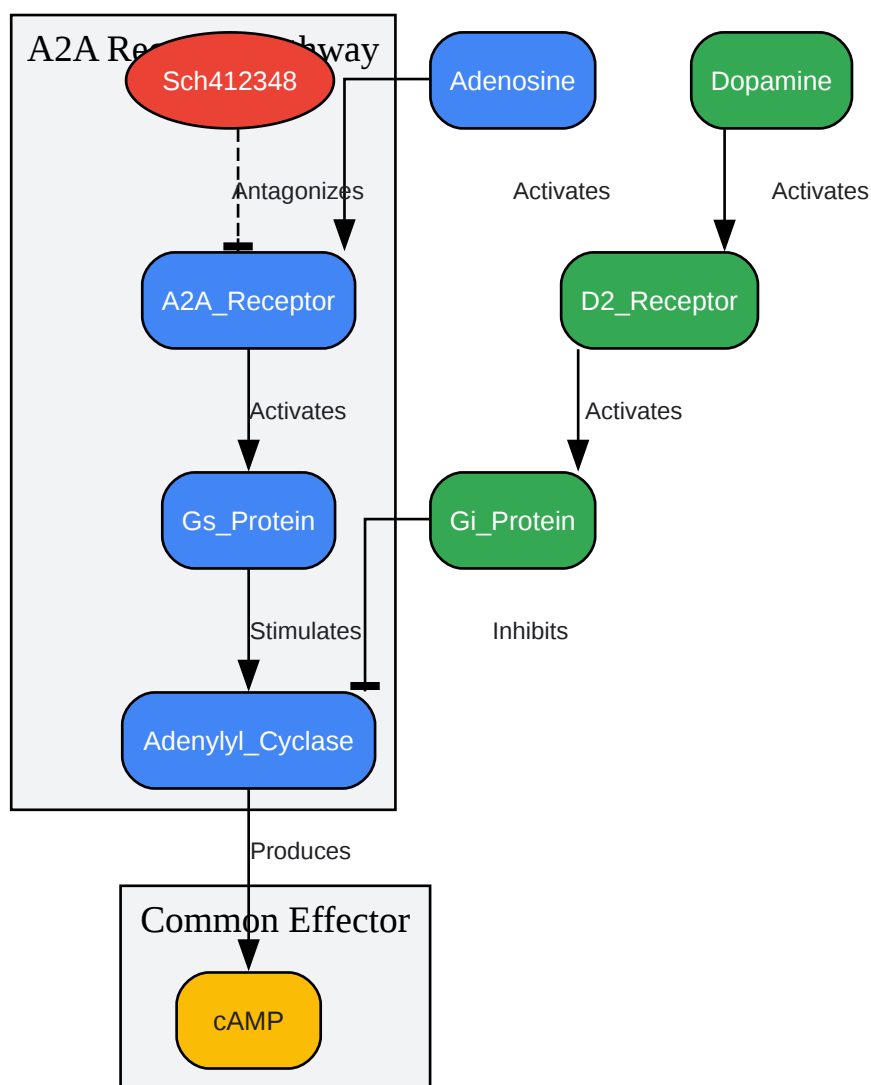 A2A Re
hway
Sch412348
Adenosine
Dopamine
Antagonizes
Activates
Activates
A2A_Receptor
D2_Receptor
Activates
Activates
Gs_Protein
Gi_Protein
Stimulates
Inhibits
Adenylyl_Cyclase
Produces
Common Effector
cAMP